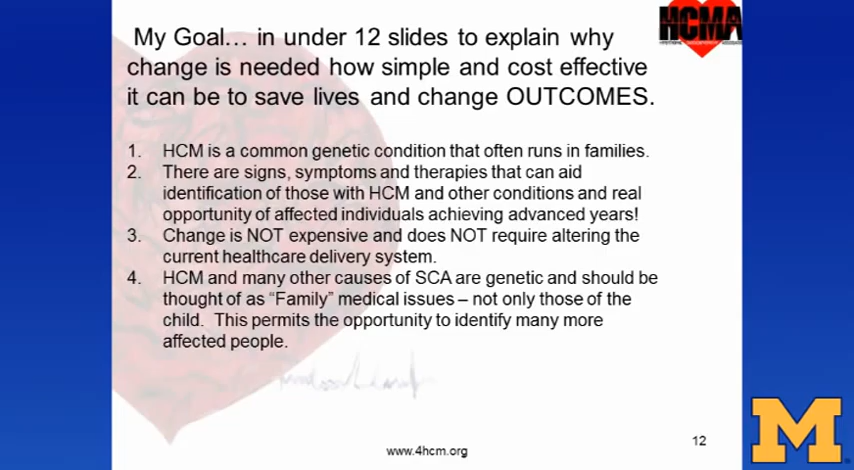 My Goal… in under 12 slides to explain why
change is needed how simple and cost effective
it can be to save lives and change OUTCOMES.
HCMA
1. HCM is a common genetic condition that often runs in families.
2. There are signs, symptoms and therapies that can aid
identification of those with HCM and other conditions and real
opportunity of affected individuals achieving advanced years!
3. Change is NOT expensive and does NOT require altering the
current healthcare delivery system.
4. HCM and many other causes of SCA are genetic and should be
thought of as “Family” medical issues – not only those of the
child. This permits the opportunity to identify many more
affected people.
www.4hcm.org
12
M